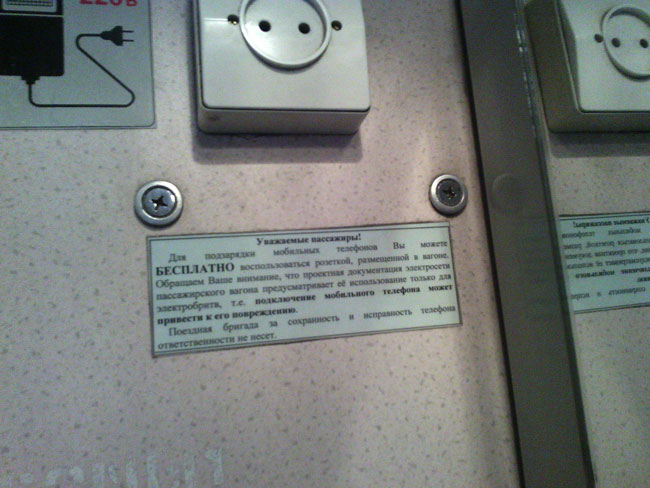 220 В
Уважаемые пассажиры!
Для подзарядки мобильных телефонов Вы можете
БЕСПЛАТНО воспользоваться розеткой, размещенной в вагоне.
Обращаем Ваше внимание, что проектная документация электросети
пассажирского вагона предусматривает её использование только для
электробритв, т.е. подключение мобильного телефона может
привести к его повреждению.
Поездная бригада за сохранность и исправность телефона
ответственности не несет.